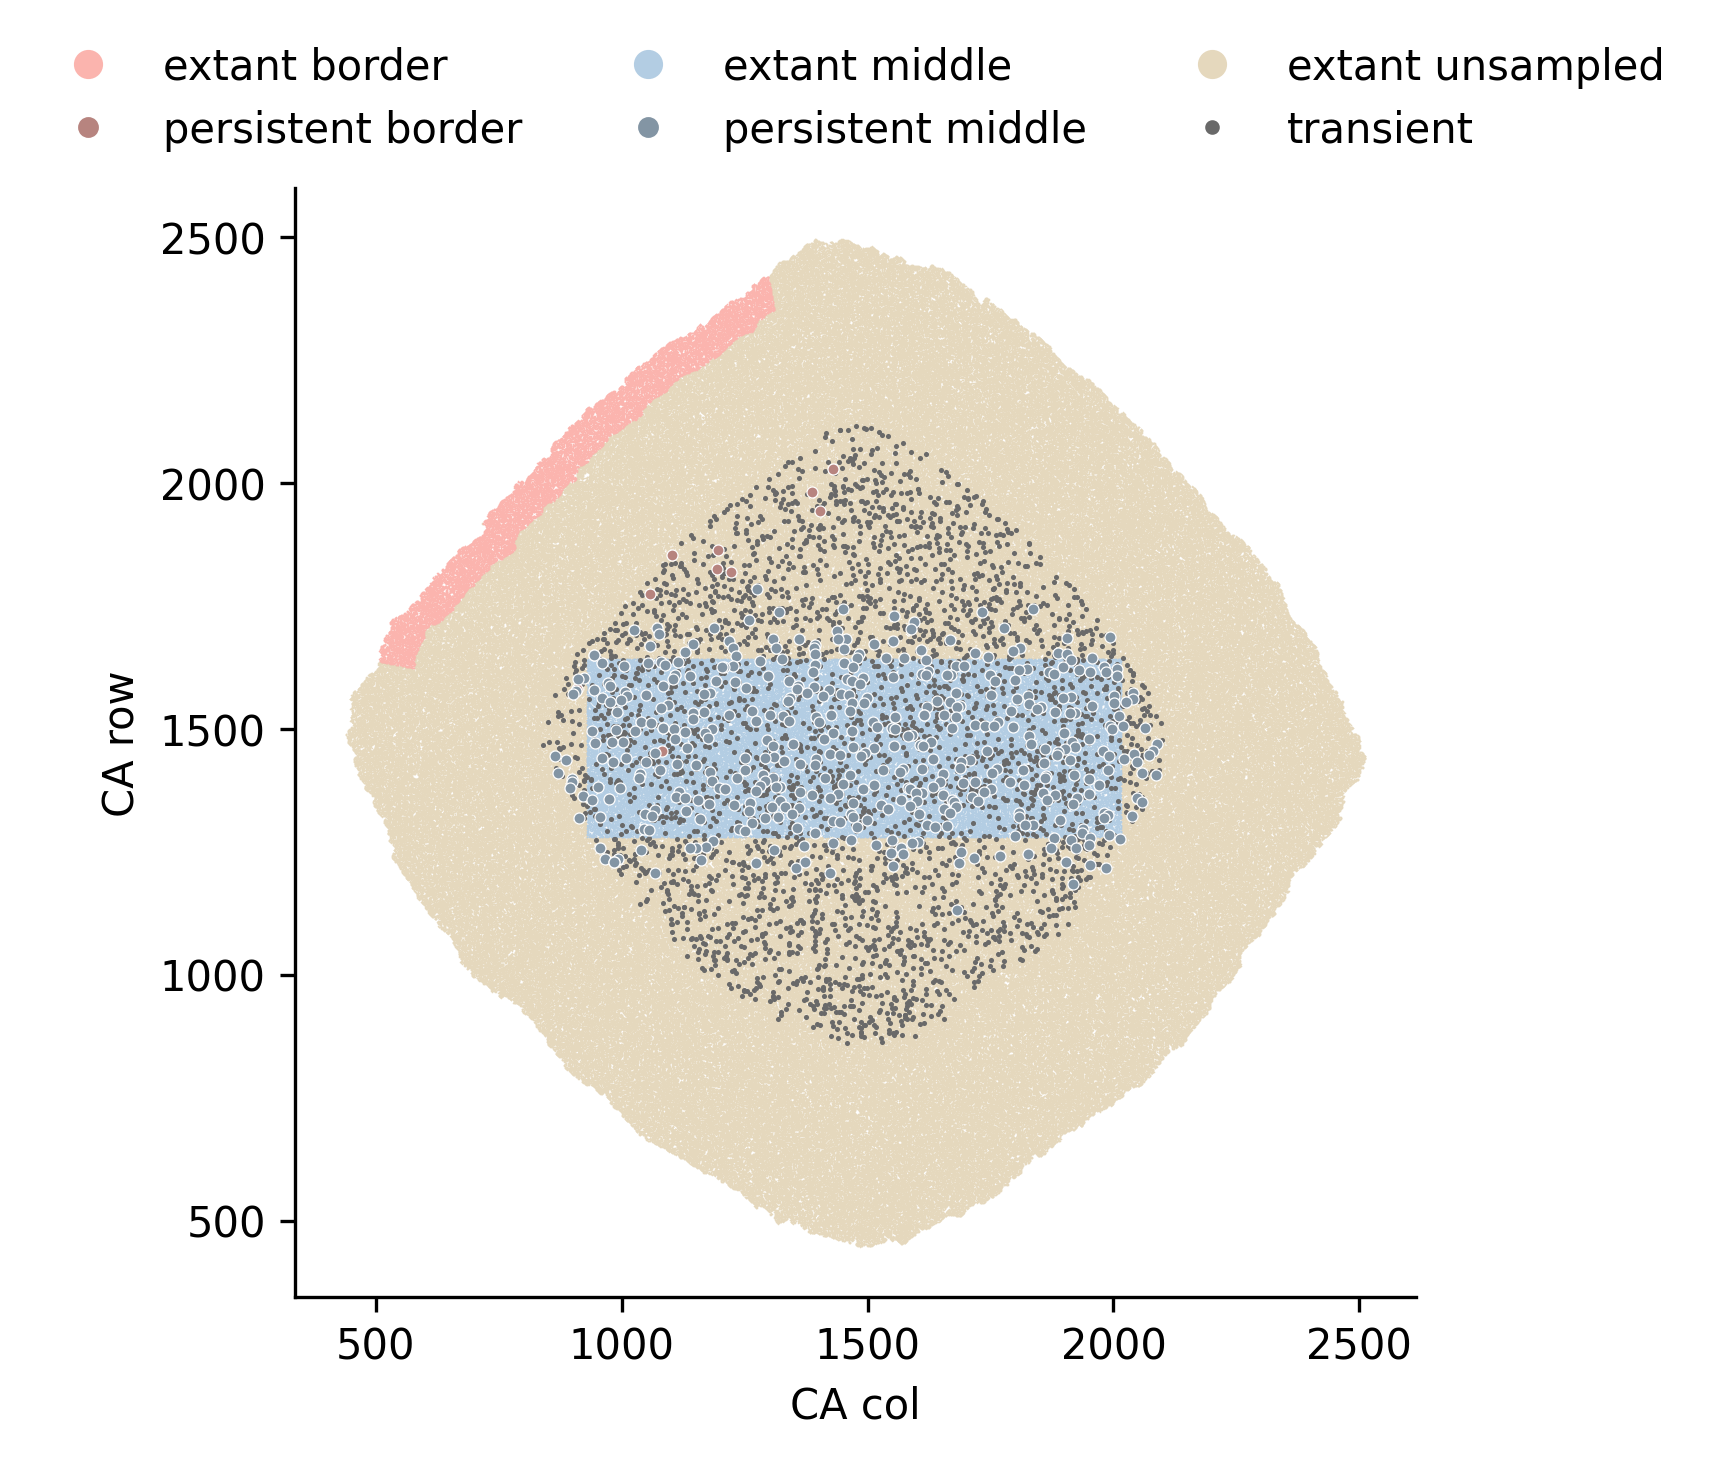 extant border
extant middle
extant unsampled
persistent border
persistent middle
transient
2500
2000
1500
1000
500
CA row
500
1000
1500
2000
2500
CA col